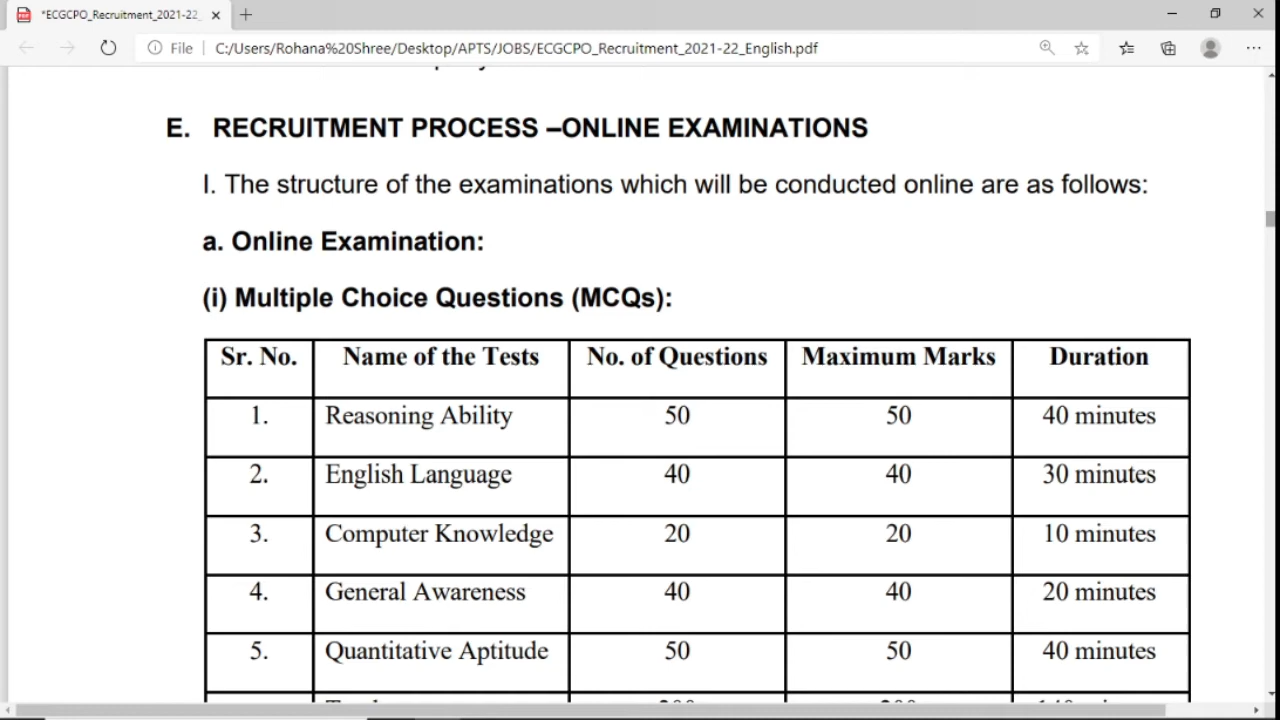 *ECGCPO_Recruitment_2021-22_
File C:/Users/Rohana%20Shree/Desktop/APTS/JOBS/ECGCPO_Recruitment_2021-22_English.pdf
E. RECRUITMENT PROCESS –ONLINE EXAMINATIONS
I. The structure of the examinations which will be conducted online are as follows:
a. Online Examination:
(i) Multiple Choice Questions (MCQs):
Sr. No. Name of the Tests No. of Questions Maximum Marks Duration
1. Reasoning Ability 50 50 40 minutes
2. English Language 40 40 30 minutes
3. Computer Knowledge 20 20 10 minutes
4. General Awareness 40 40 20 minutes
5. Quantitative Aptitude 50 50 40 minutes